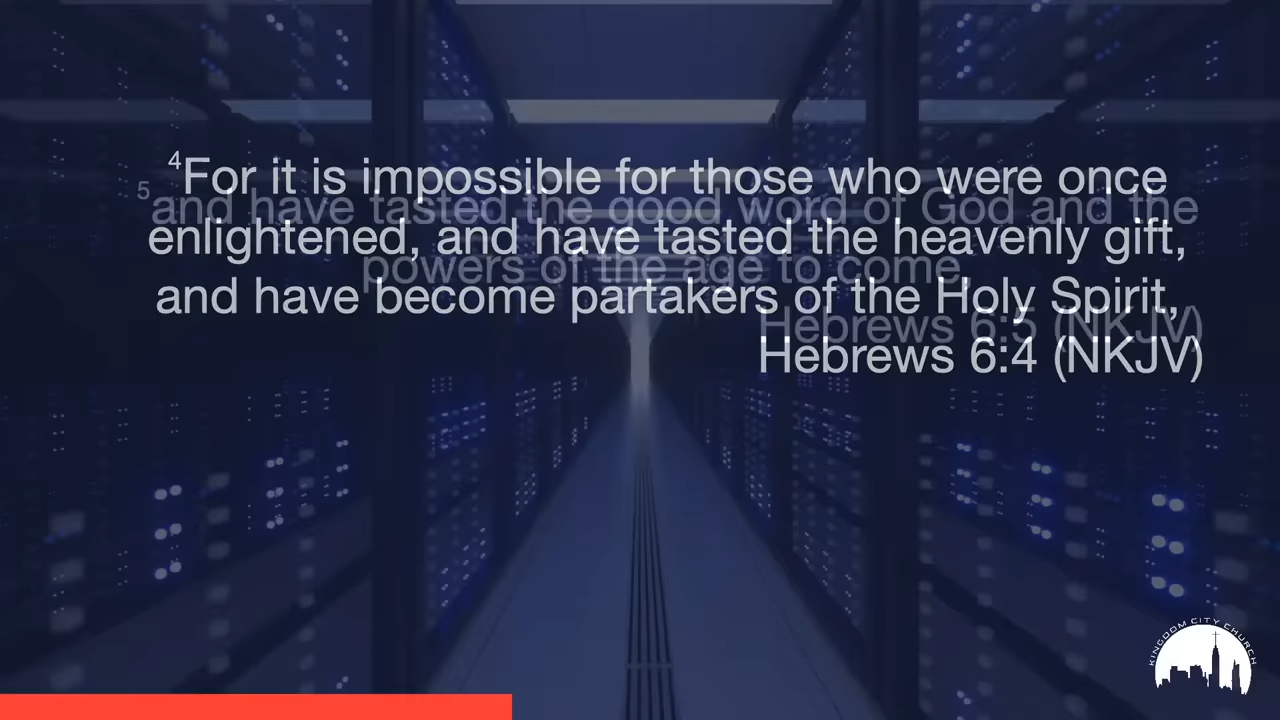 ⁴For it is impossible for those who were once
enlightened, and have tasted the heavenly gift,
and have become partakers of the Holy Spirit,
Hebrews 6:4 (NKJV)
⁵and have tasted the good word of God and the
powers of the age to come,
Hebrews 6:5 (NKJV)
KINGDOM CITY CHURCH